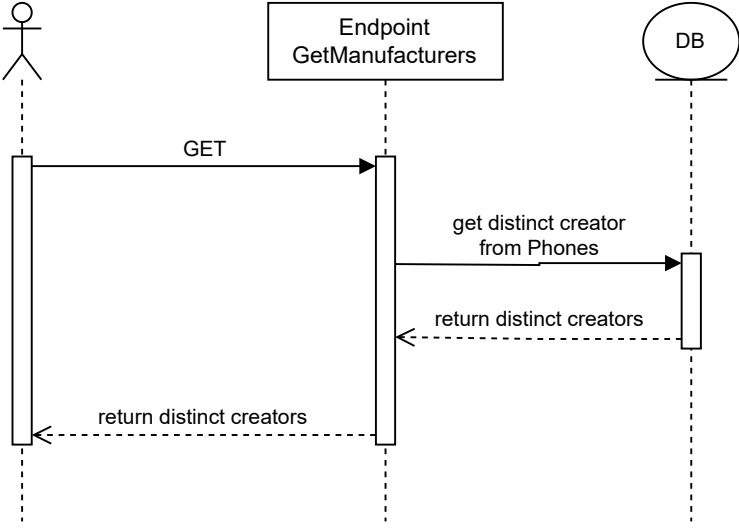 Endpoint
GetManufacturers
DB
GET
get distinct creator
from Phones
return distinct creators
return distinct creators